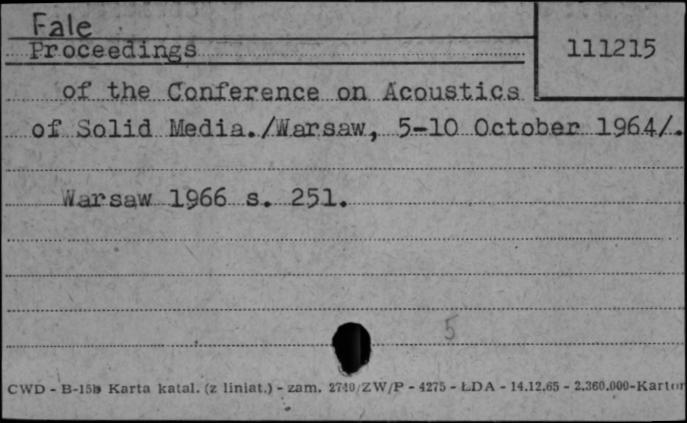 Fale
Proceedings
111215
of the Conference on Acoustics
of Solid Media./Warsaw, 5-10 October 1964/.
Warsaw 1966 s. 251.
5
CWD - B-15b Karta katal. (z liniat.) - zam. 2740/ZW/P - 4275 - ŁDA - 14.12.65 - 2.360.000-Karton